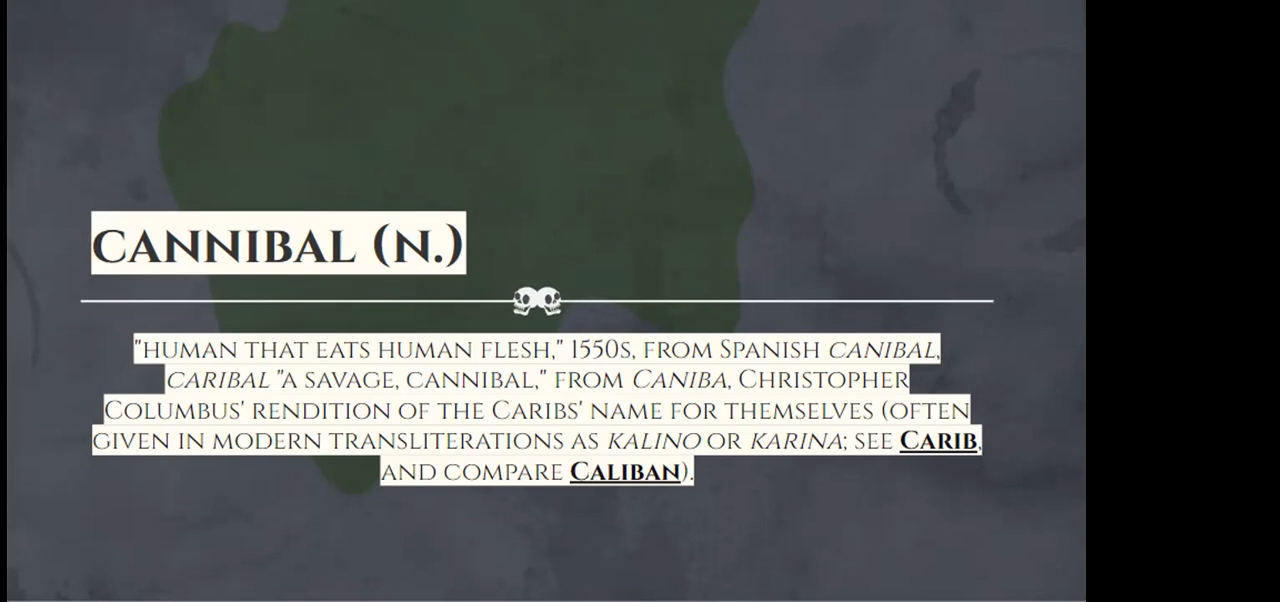 CANNIBAL (N.)
"HUMAN THAT EATS HUMAN FLESH," 1550S, FROM SPANISH CANIBAL,
CARIBAL "A SAVAGE, CANNIBAL," FROM CANIBA, CHRISTOPHER
COLUMBUS' RENDITION OF THE CARIBS' NAME FOR THEMSELVES (OFTEN
GIVEN IN MODERN TRANSLITERATIONS AS KALINO OR KARINA; SEE CARIB,
AND COMPARE CALIBAN).